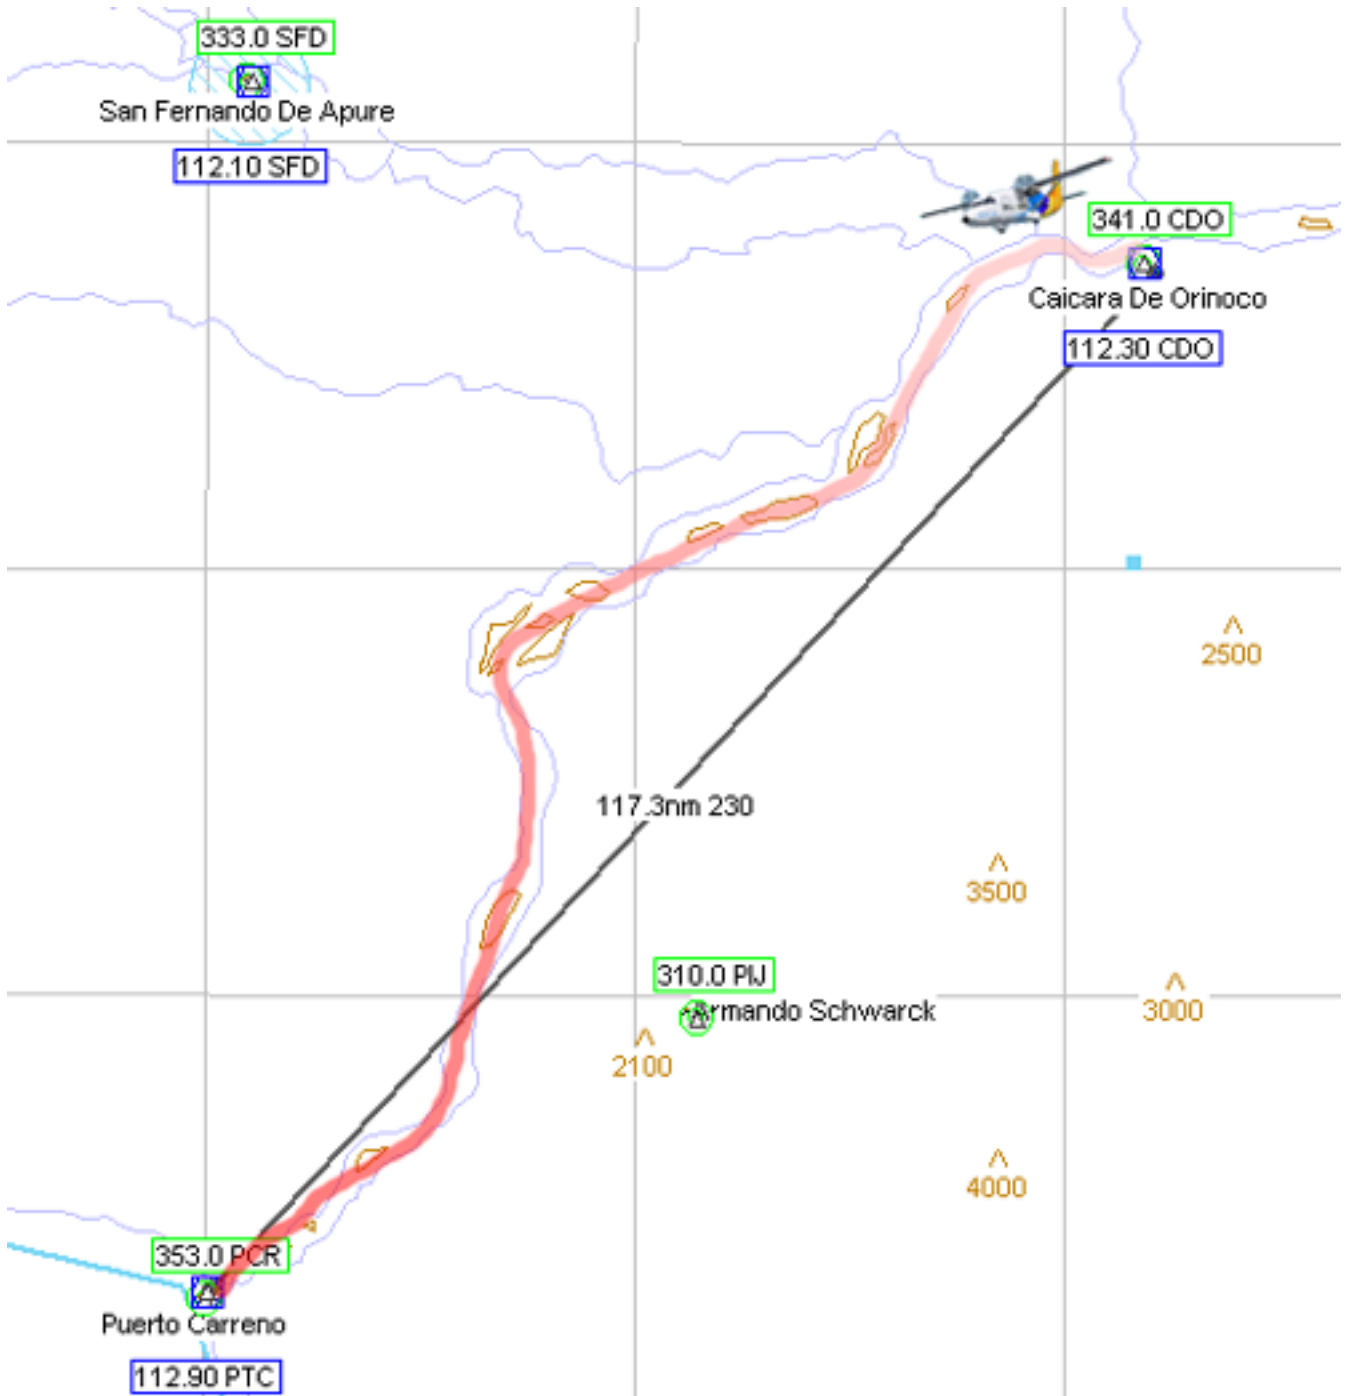 333.0 SFD
San Fernando De Apure
112.10 SFD
341.0 CDO
Caicara De Orinoco
112.30 CDO
2500
117.3nm 230
3500
310.0 PIJ
Armando Schwarck
3000
2100
4000
353.0 PCR
Puerto Carreno
112.90 PTC